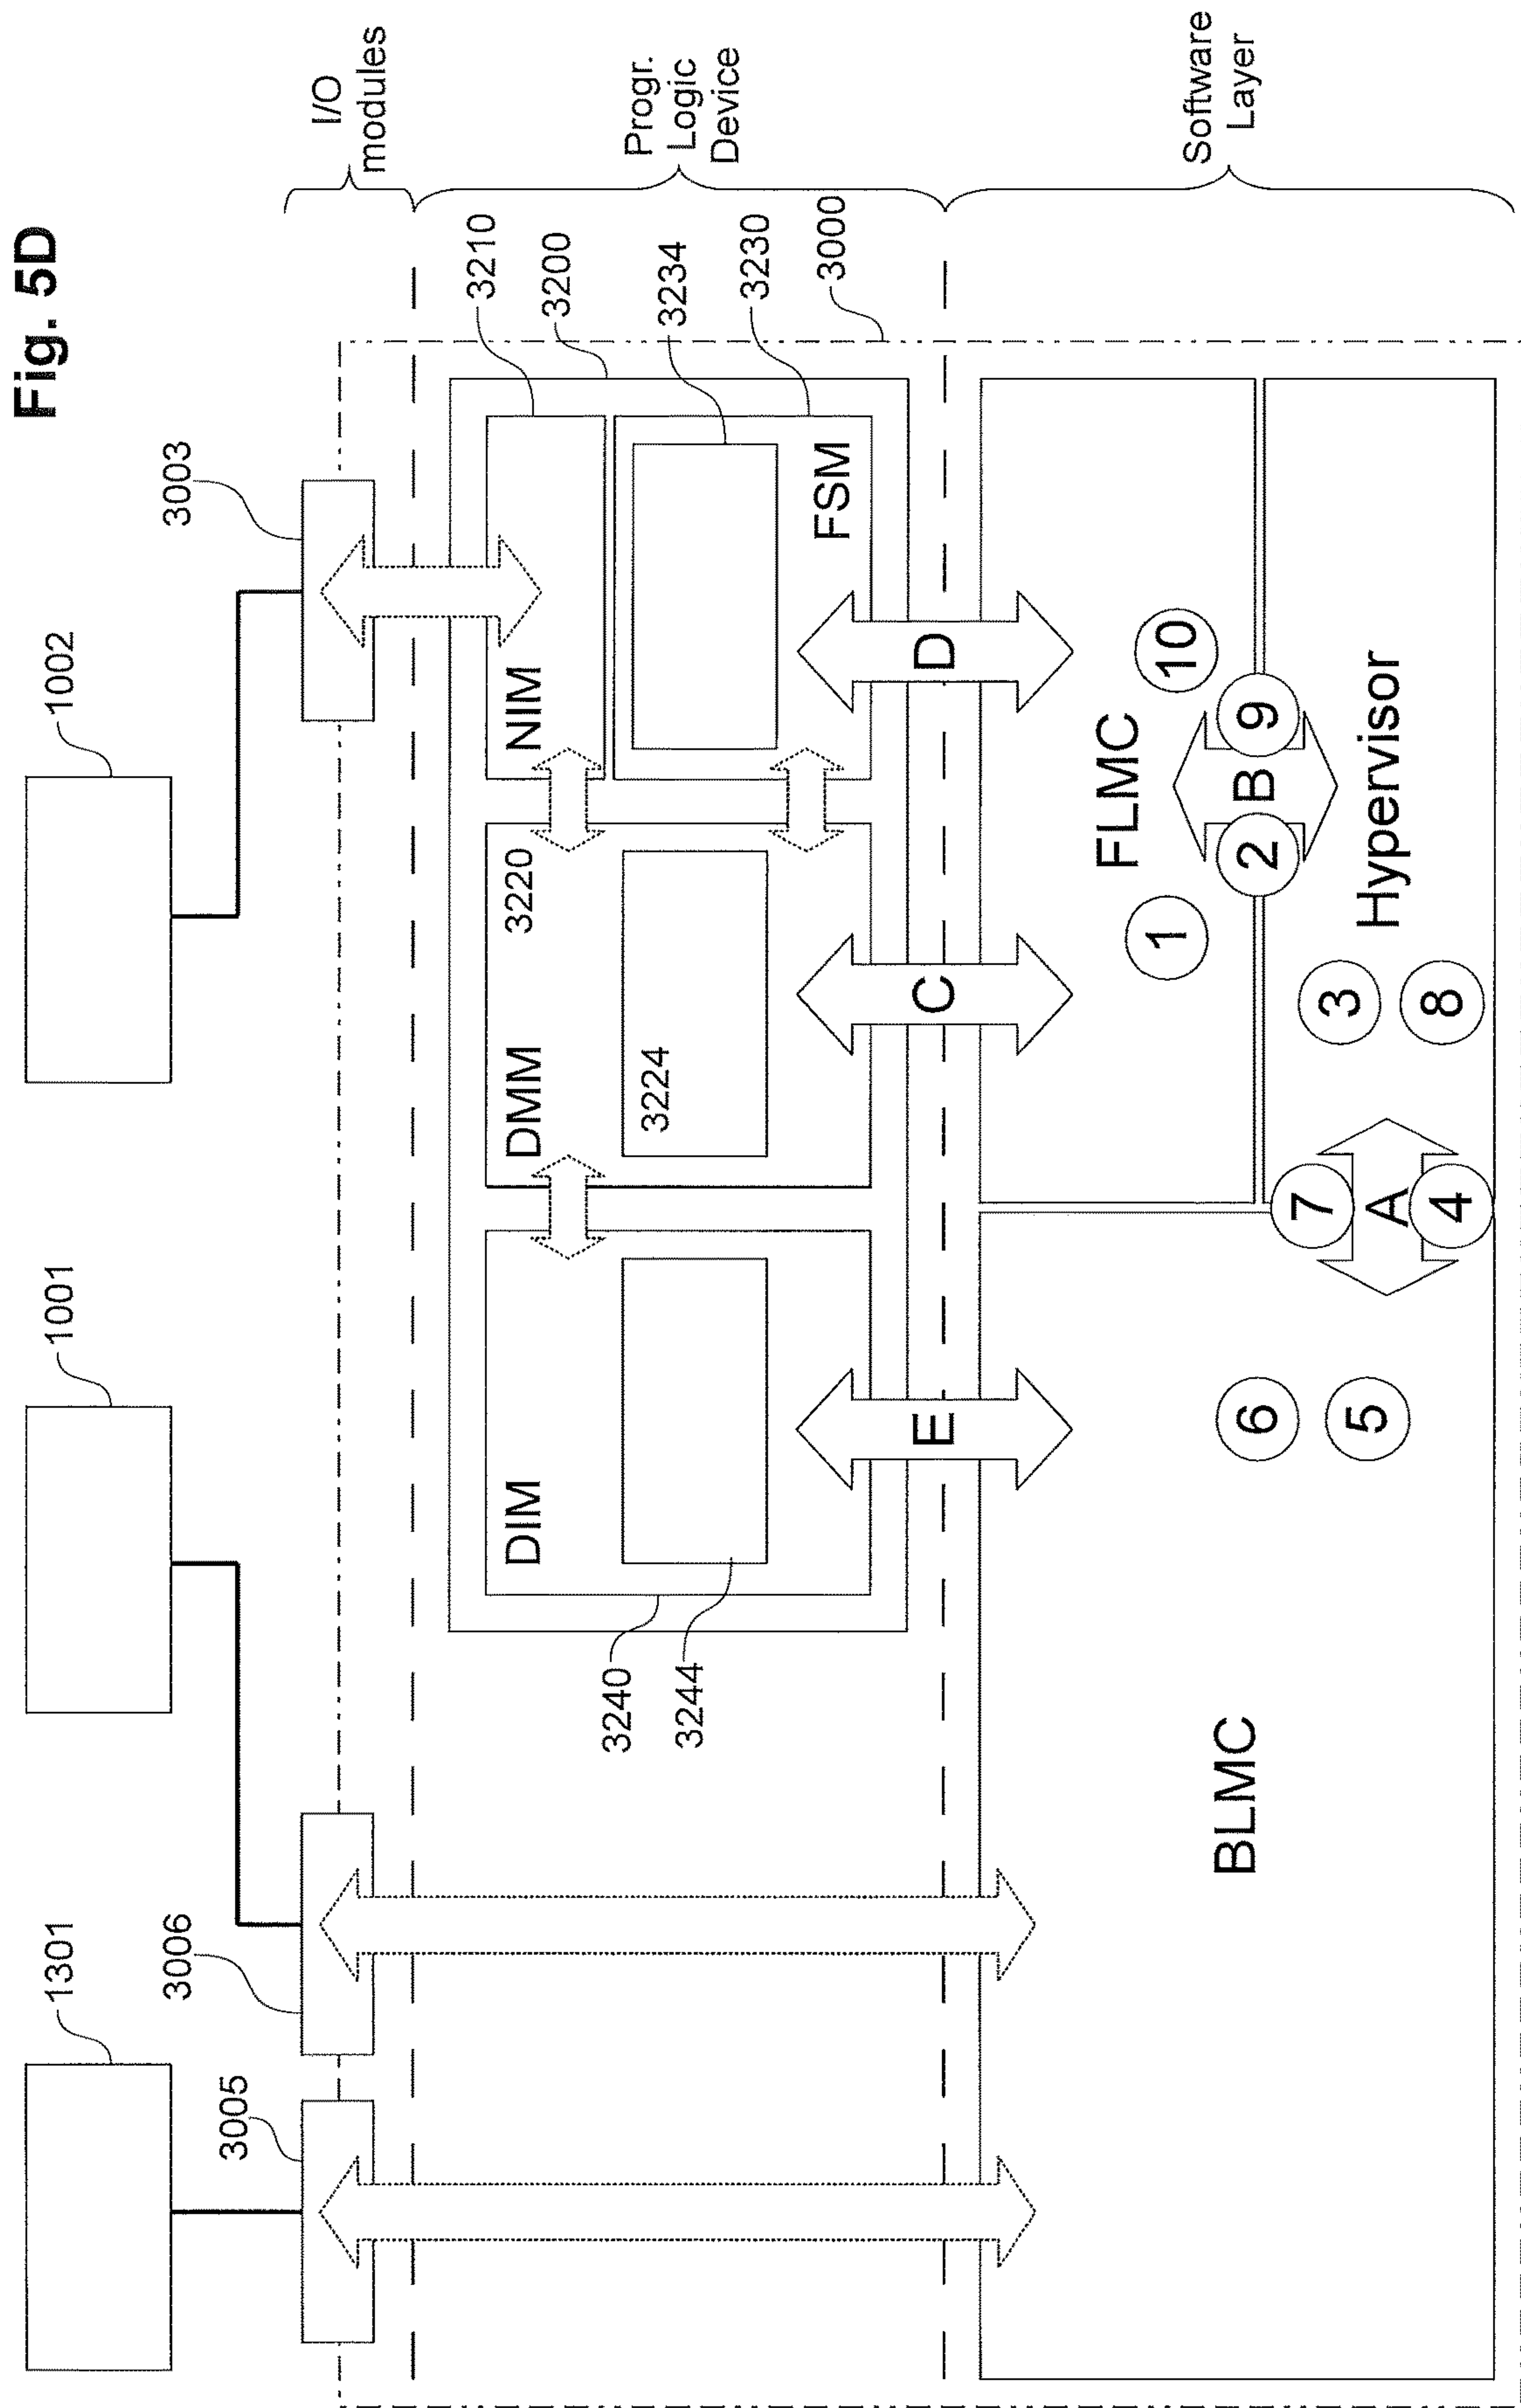 Fig. 5D
1301
1001
1002
3005
3006
3003
I/O
modules
3240
3244
DIM
DMM
3220
3224
NIM
FSM
3210
3200
3234
3230
3000
Progr.
Logic
Device
E
C
D
BLMC
FLMC
Hypervisor
1
2
B
9
10
3
8
7
A
4
6
5
Software
Layer